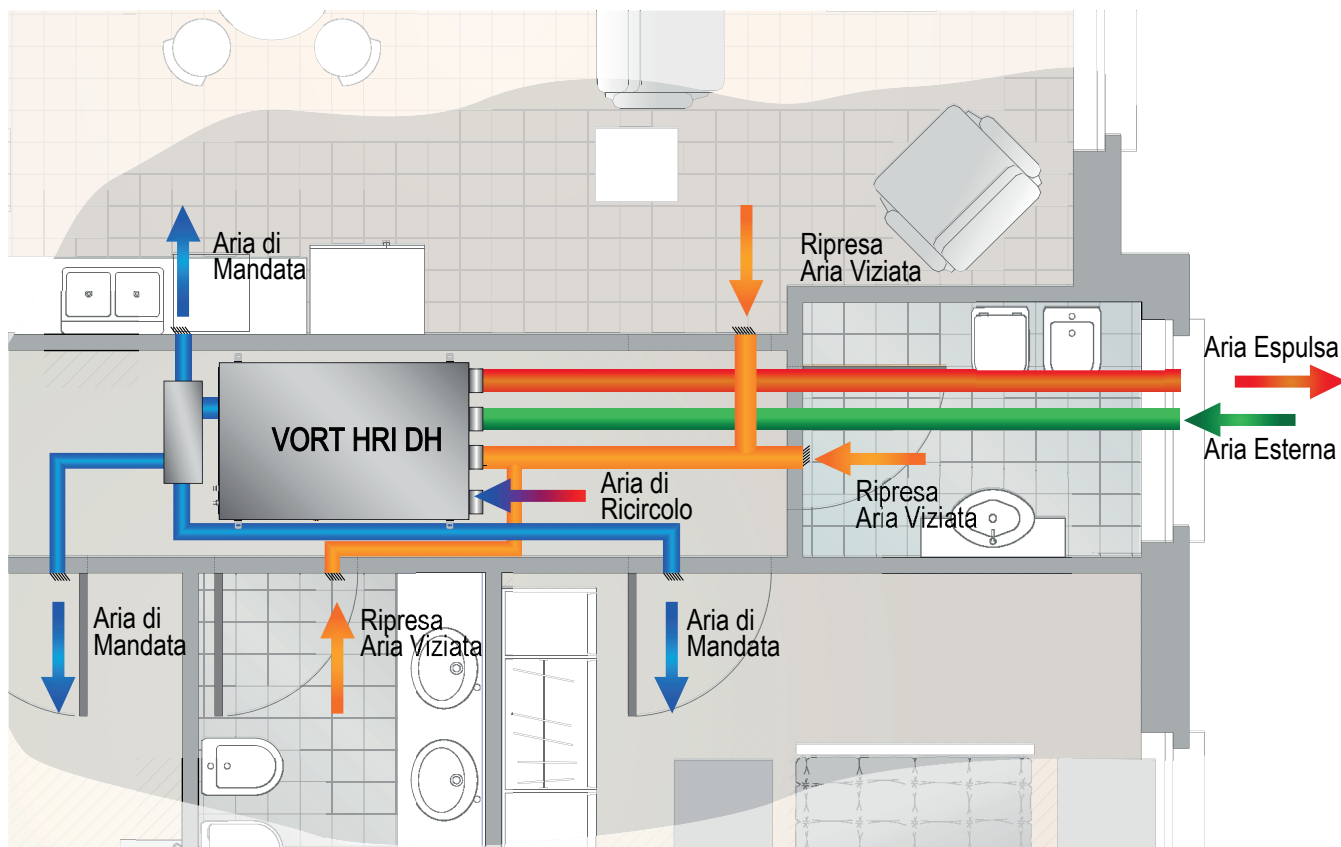 Aria di
Mandata
Ripresa
Aria Viziata
Aria Espulsa
VORT HRI DH
Aria Esterna
Aria di
Ricircolo
Ripresa
Aria Viziata
Aria di
Mandata
Ripresa
Aria Viziata
Aria di
Mandata